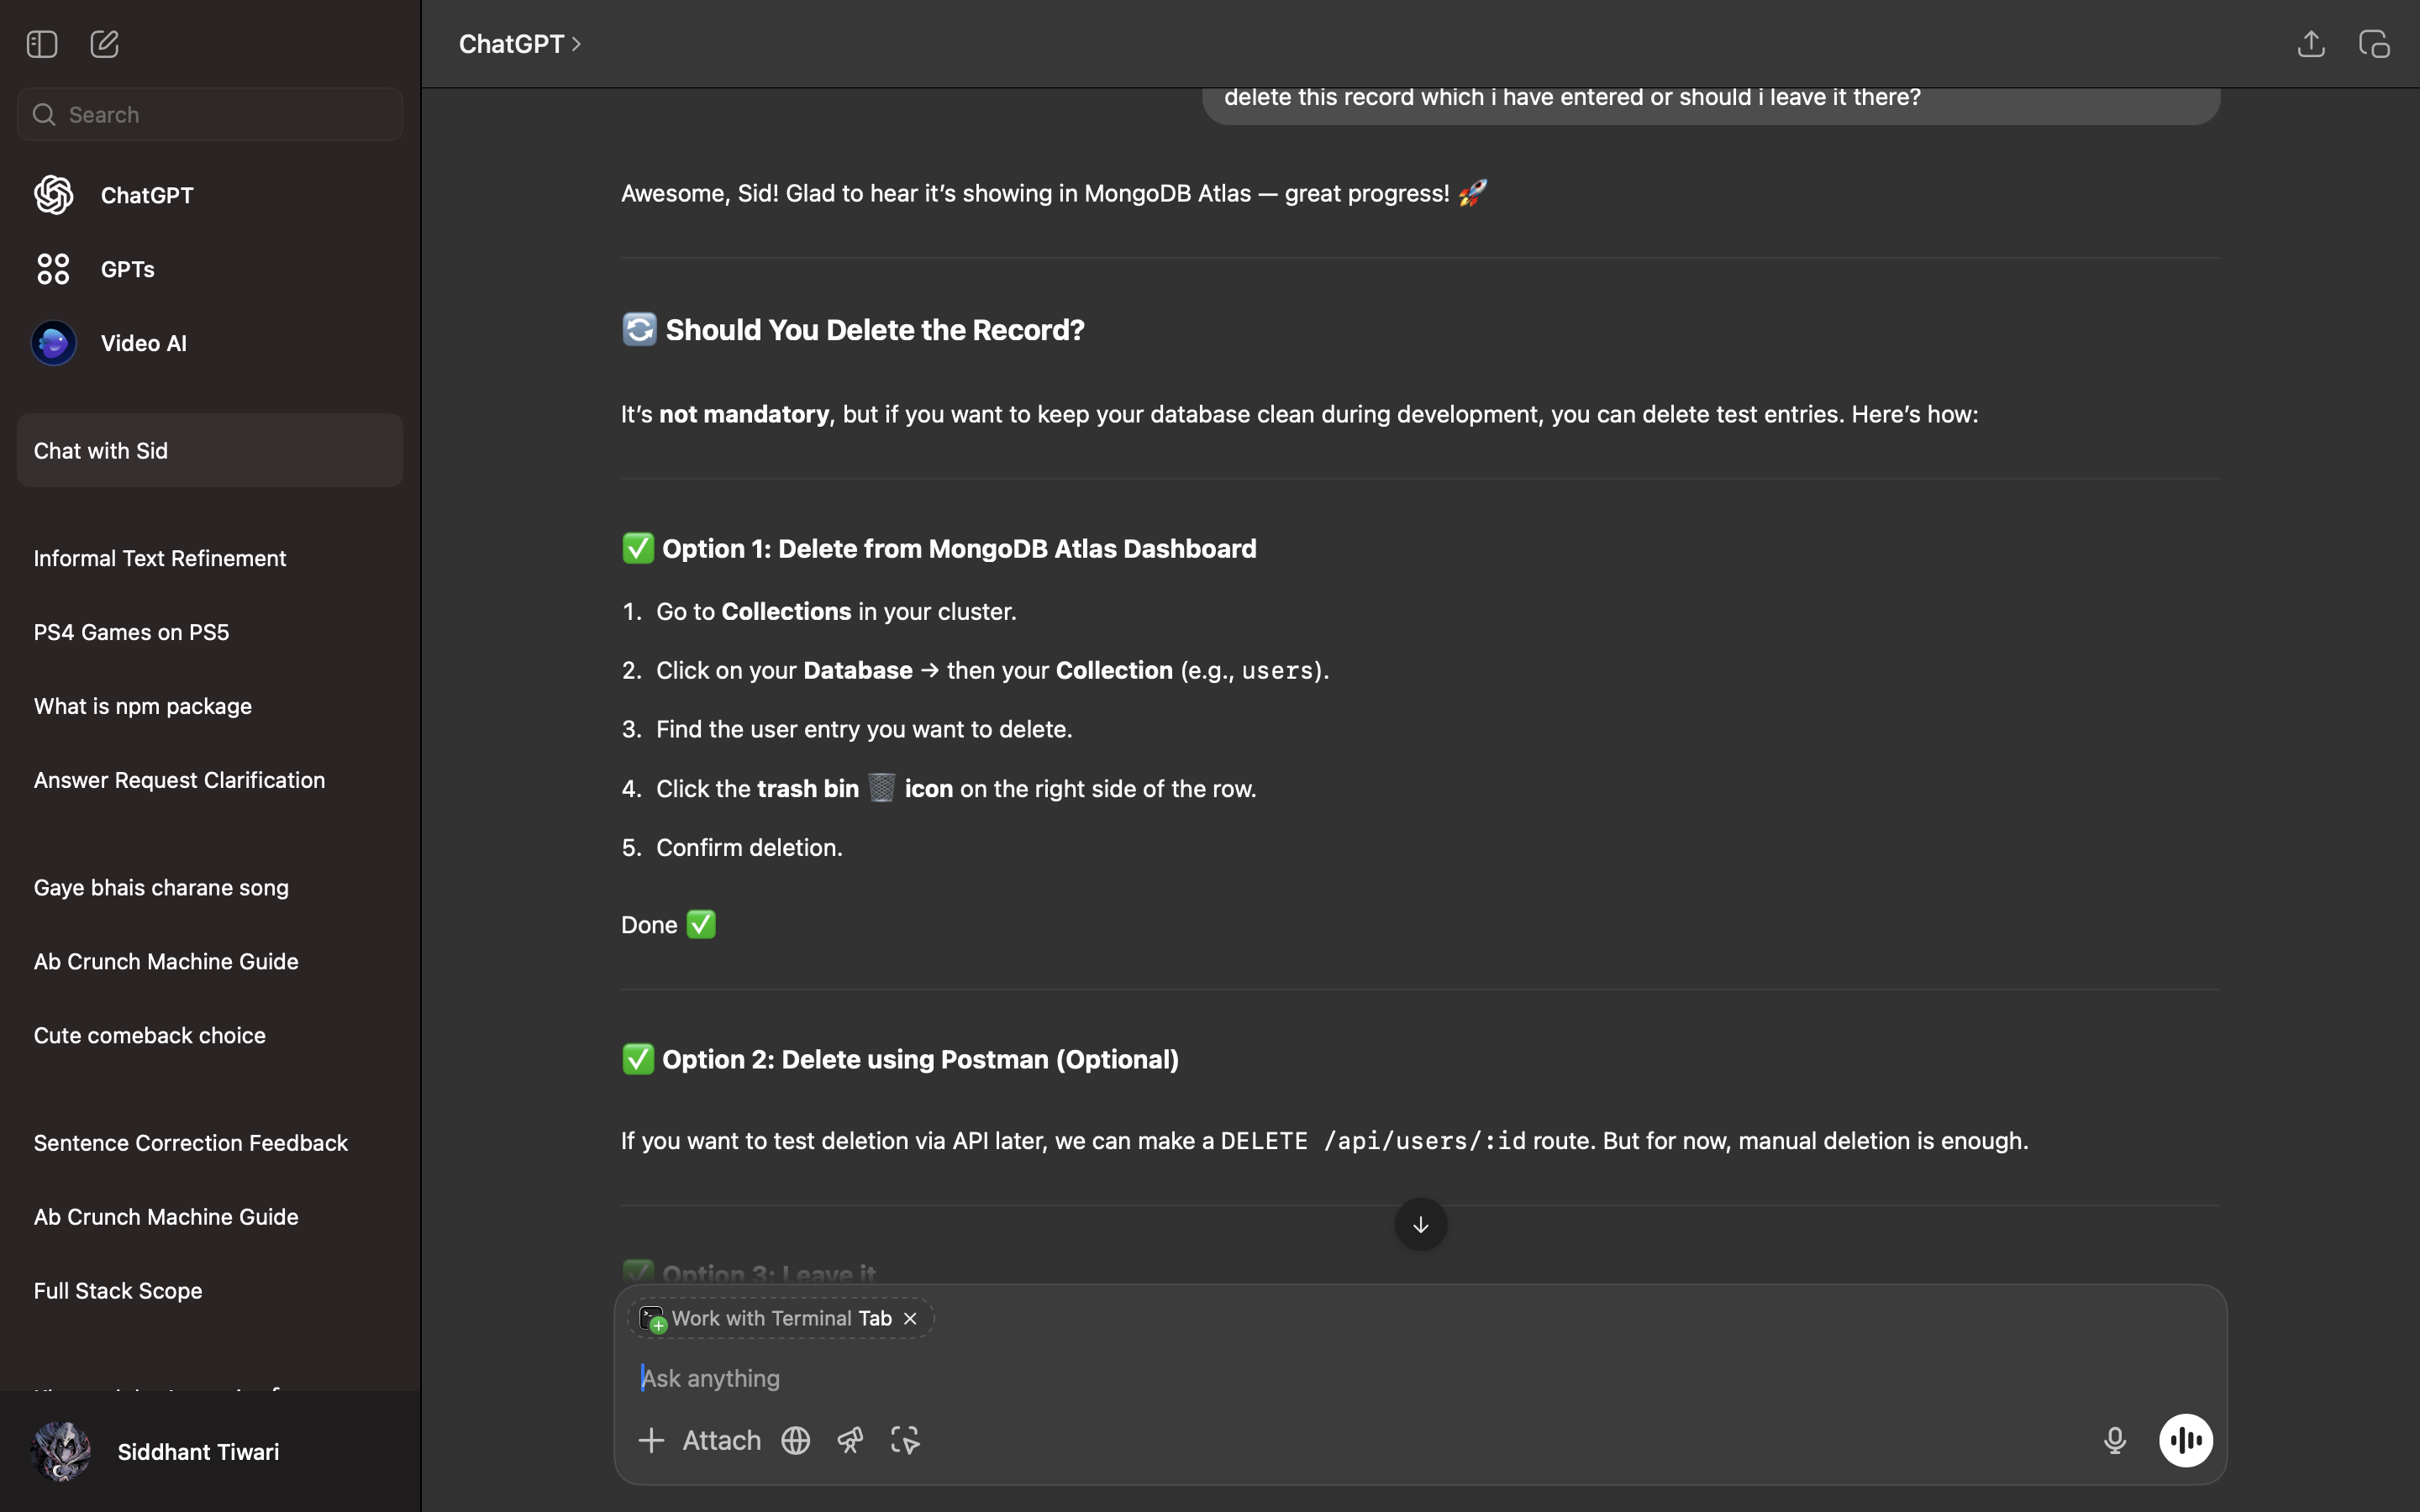 Search
ChatGPT
GPTs
Video AI
Chat with Sid
Informal Text Refinement
PS4 Games on PS5
What is npm package
Answer Request Clarification
Gaye bhais charane song
Ab Crunch Machine Guide
Cute comeback choice
Sentence Correction Feedback
Ab Crunch Machine Guide
Full Stack Scope
Siddhant Tiwari
ChatGPT >
delete this record which i have entered or should i leave it there?
Awesome, Sid! Glad to hear it’s showing in MongoDB Atlas — great progress! 🚀
🔄 Should You Delete the Record?
It’s not mandatory, but if you want to keep your database clean during development, you can delete test entries. Here’s how:
✅ Option 1: Delete from MongoDB Atlas Dashboard
1. Go to Collections in your cluster.
2. Click on your Database → then your Collection (e.g., users).
3. Find the user entry you want to delete.
4. Click the trash bin 🗑️ icon on the right side of the row.
5. Confirm deletion.
Done ✅
✅ Option 2: Delete using Postman (Optional)
If you want to test deletion via API later, we can make a DELETE /api/users/:id route. But for now, manual deletion is enough.
✅ Option 3: Leave it
Work with Terminal Tab ×
Ask anything
+ Attach